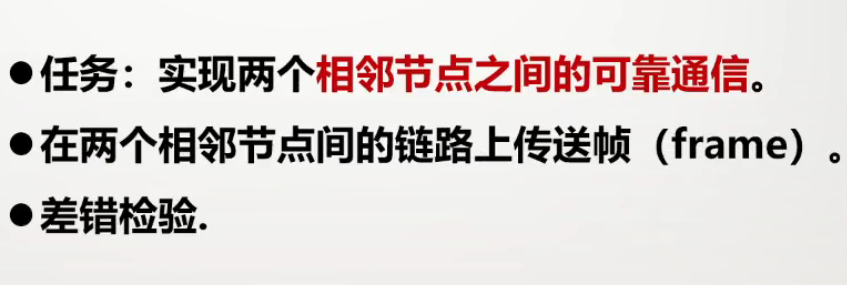 ●任务：实现两个相邻节点之间的可靠通信。
●在两个相邻节点间的链路上传送帧（frame）。
●差错检验.